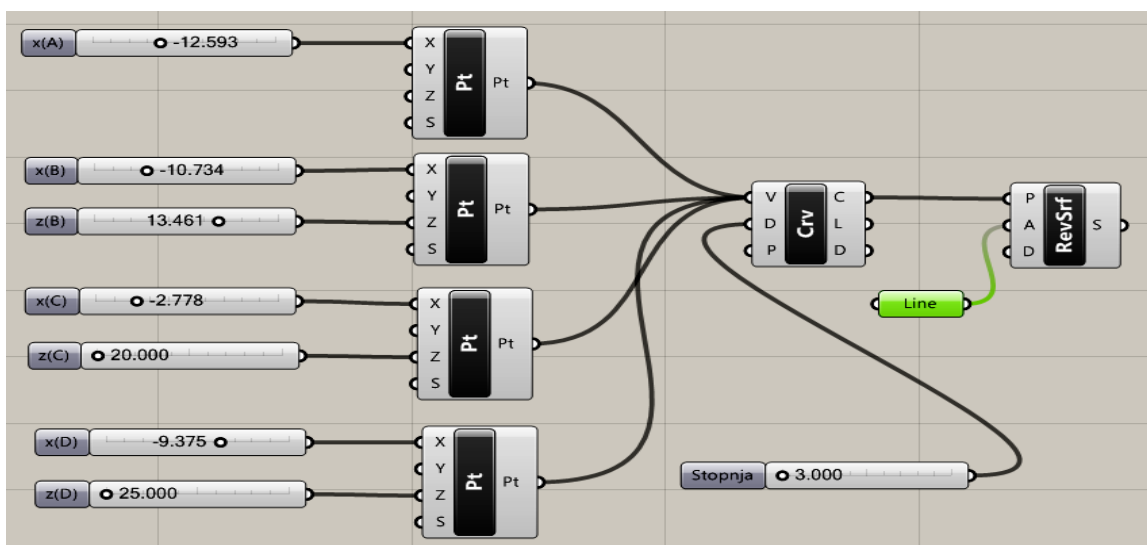 x(A) -12.593
X
Y
Z
S
Pt
Pt
x(B) -10.734
z(B) 13.461
X
Y
Z
S
Pt
Pt
x(C) -2.778
z(C) 20.000
X
Y
Z
S
Pt
Pt
x(D) -9.375
z(D) 25.000
X
Y
Z
S
Pt
Pt
V
D
P
Crv
C
L
D
P
A
D
RevSrf
S
Line
Stopnja 3.000